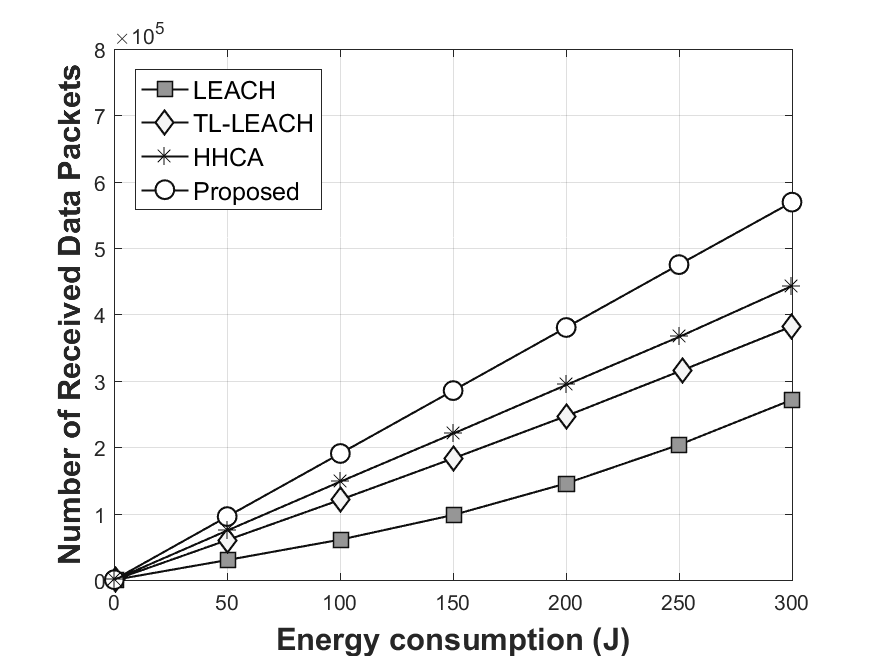 ×10⁵
8
7
6
5
4
3
2
1
0
Number of Received Data Packets
LEACH
TL-LEACH
HHCA
Proposed
0 50 100 150 200 250 300
Energy consumption (J)